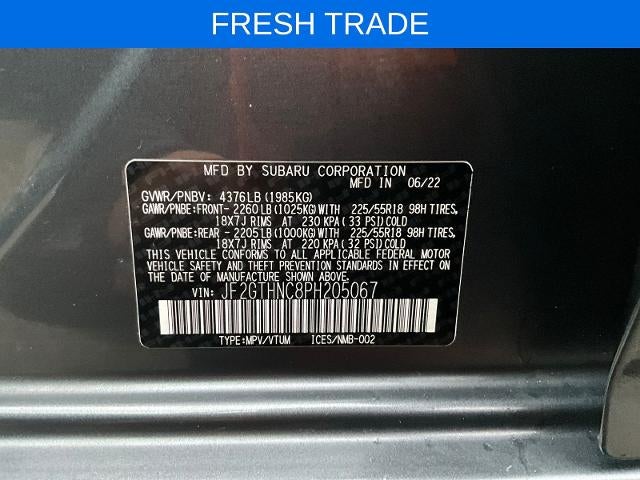 FRESH TRADE
MFD BY SUBARU CORPORATION
MFD IN 06/22
GVWR/PNBV: 4376LB(1985KG)
GAWR/PNBE:FRONT-2260LB(1025KG)WITH 225/55R18 98H TIRES,
18X7J RIMS AT 230 KPA(33 PSI)COLD
GAWR/PNBE:REAR -2205LB(1000KG)WITH 225/55R18 98H TIRES,
18X7J RIMS AT 220 KPA(32 PSI)COLD
THIS VEHICLE CONFORMS TO ALL APPLICABLE FEDERAL MOTOR
VEHICLE SAFETY AND BUMPER STANDARDS IN EFFECT ON THE
DATE OF MANUFACTURE SHOWN ABOVE.
VIN: JF2GTHNC8PH205067
TYPE:MPV/VTUM ICES/NMB-002